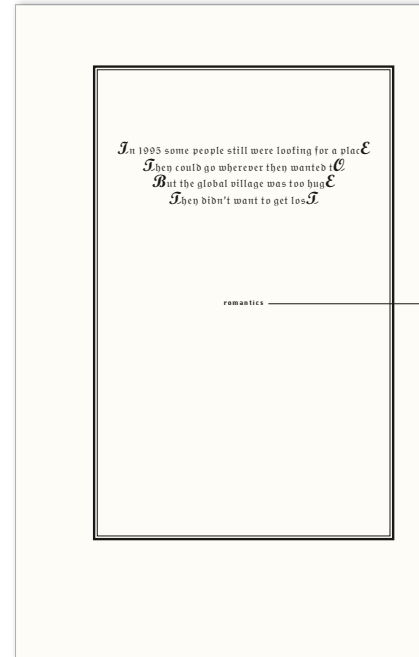 In 1995 some people still were looking for a placE
They could go wherever they wanted tO
But the global village was too hugE
They didn't want to get losT
romantics